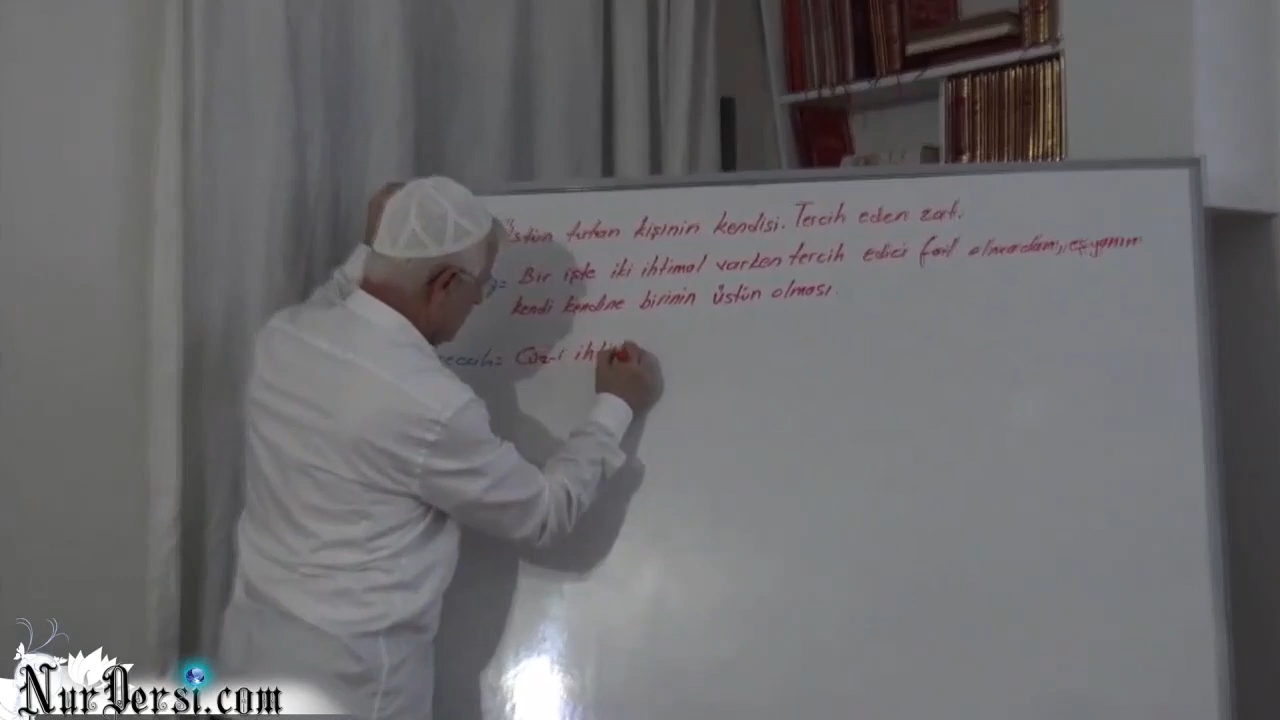 Üstün tutan kişinin kendisi. Tercih eden zat.
= Bir işte iki ihtimal varken tercih edici fail olmadan, eşyanın
kendi kendine birinin üstün olması.
= Cüz-i
NurDersi.com